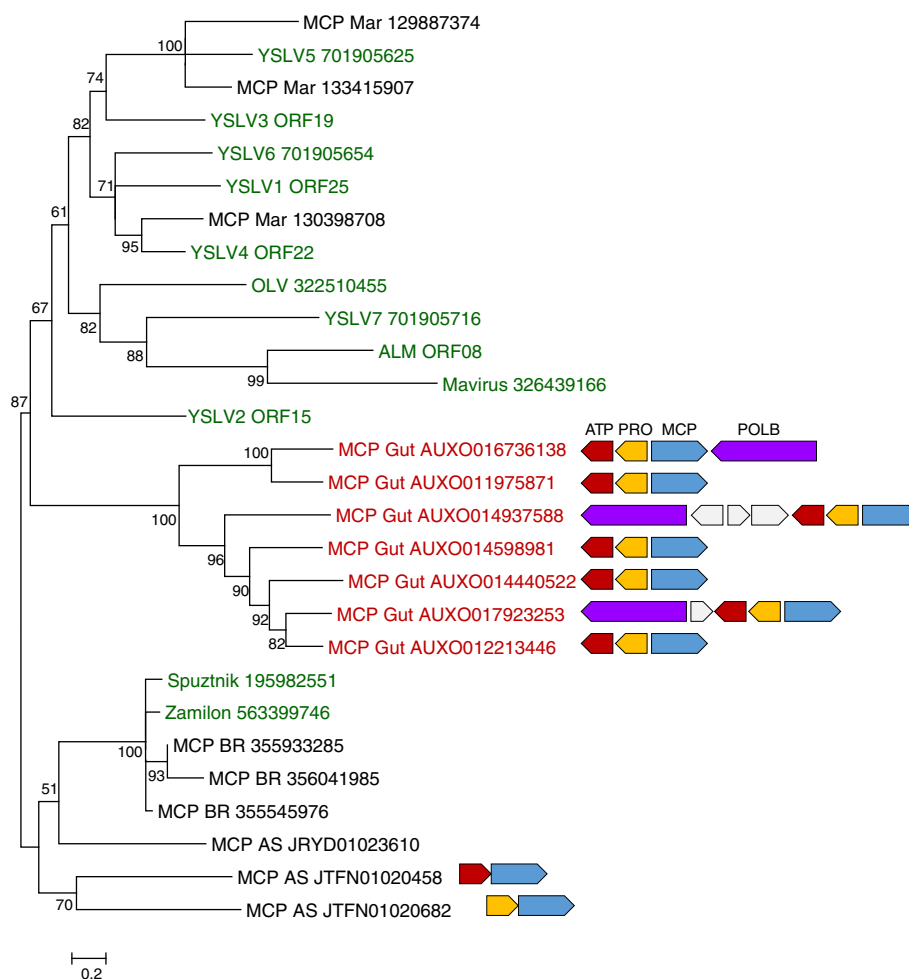 MCP Mar 129887374
100
YSLV5 701905625
74
MCP Mar 133415907
YSLV3 ORF19
82
YSLV6 701905654
71
YSLV1 ORF25
61
MCP Mar 130398708
95
YSLV4 ORF22
OLV 322510455
67
82
YSLV7 701905716
88
ALM ORF08
99
Mavirus 326439166
87
YSLV2 ORF15
ATP PRO MCP POLB
100
MCP Gut AUXO016736138
MCP Gut AUXO011975871
100
MCP Gut AUXO014937588
96
MCP Gut AUXO014598981
90
MCP Gut AUXO014440522
92
MCP Gut AUXO017923253
82
MCP Gut AUXO012213446
Spuztnik 195982551
Zamilon 563399746
100
MCP BR 355933285
93
MCP BR 356041985
51
MCP BR 355545976
MCP AS JRYD01023610
MCP AS JTFN01020458
70
MCP AS JTFN01020682
0.2